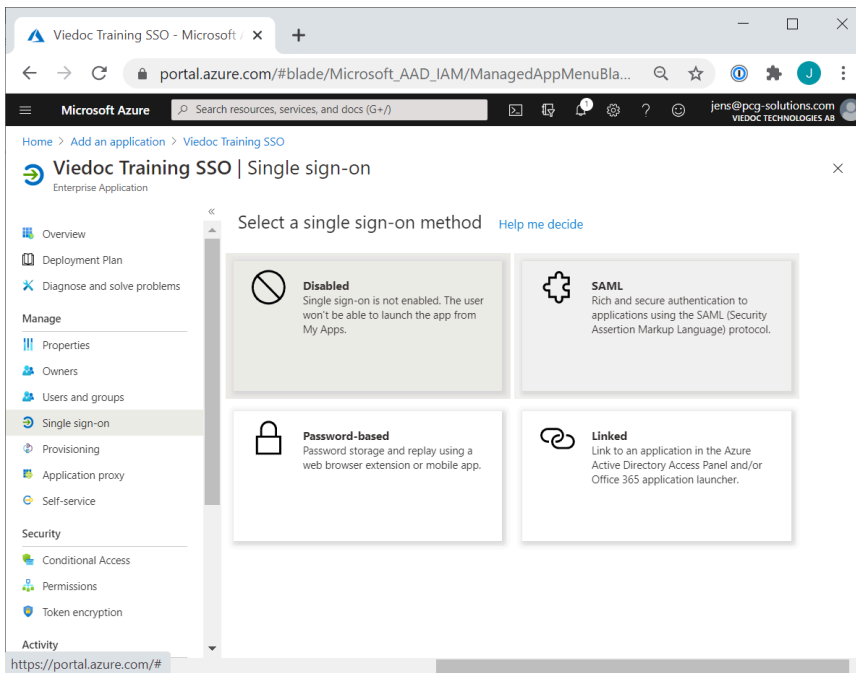 Viedoc Training SSO - Microsoft A
portal.azure.com/#blade/Microsoft_AAD_IAM/ManagedAppMenuBla...
J
Microsoft Azure
Search resources, services, and docs (G+/)
1
?
jens@pcg-solutions.com
VIEDOC TECHNOLOGIES AB
Home > Add an application > Viedoc Training SSO
Viedoc Training SSO | Single sign-on
Enterprise Application
«
Overview
Deployment Plan
Diagnose and solve problems
Manage
Properties
Owners
Users and groups
Single sign-on
Provisioning
Application proxy
Self-service
Security
Conditional Access
Permissions
Token encryption
Activity
https://portal.azure.com/#
Select a single sign-on method Help me decide
Disabled
Single sign-on is not enabled. The user
won't be able to launch the app from
My Apps.
SAML
Rich and secure authentication to
applications using the SAML (Security
Assertion Markup Language) protocol.
Password-based
Password storage and replay using a
web browser extension or mobile app.
Linked
Link to an application in the Azure
Active Directory Access Panel and/or
Office 365 application launcher.